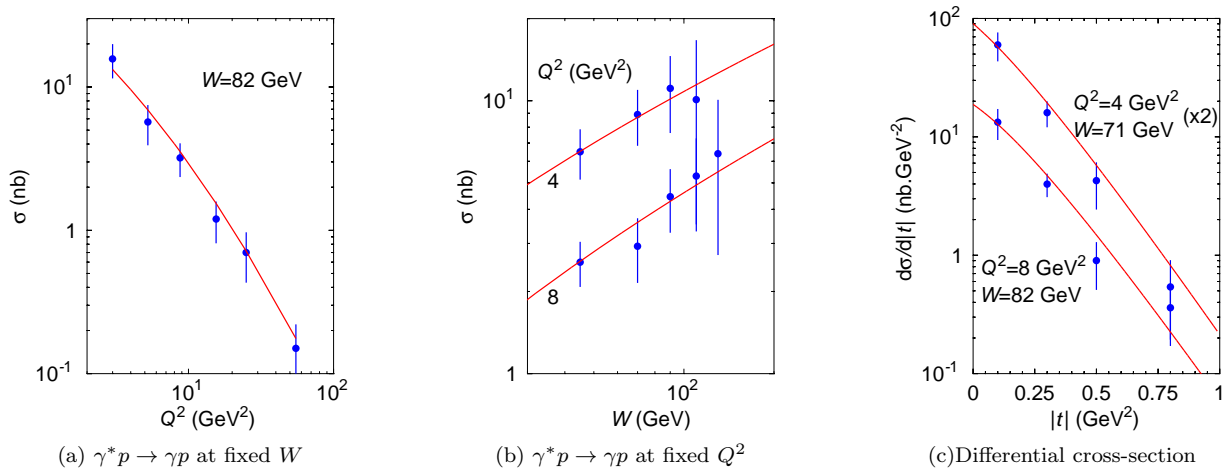 10¹
1
10⁻¹
σ (nb)
W=82 GeV
10¹
10²
Q² (GeV²)
(a) γ*p → γp at fixed W
10¹
1
σ (nb)
Q² (GeV²)
4
8
10²
W (GeV)
(b) γ*p → γp at fixed Q²
10²
10¹
1
10⁻¹
dσ/d|t| (nb.GeV⁻²)
Q²=4 GeV² (x2)
W=71 GeV
Q²=8 GeV²
W=82 GeV
0
0.25
0.5
0.75
1
|t| (GeV²)
(c)Differential cross-section